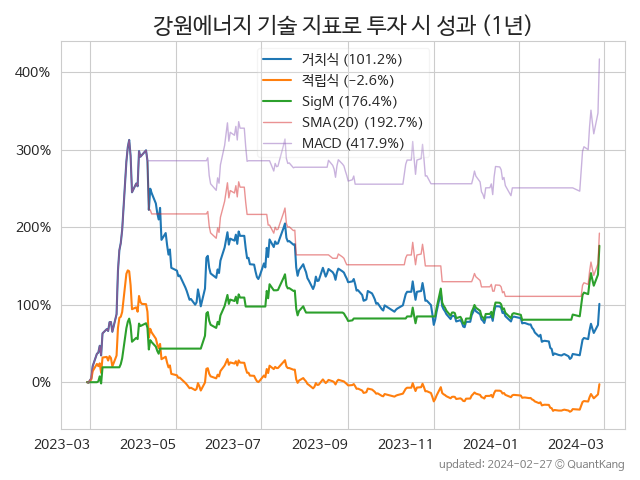 강원에너지 기술 지표로 투자 시 성과 (1년)
거치식 (101.2%)
적립식 (−2.6%)
SigM (176.4%)
SMA(20) (192.7%)
MACD (417.9%)
400%
300%
200%
100%
0%
2023-03 2023-05 2023-07 2023-09 2023-11 2024-01 2024-03
updated: 2024-02-27 ⓒ QuantKang